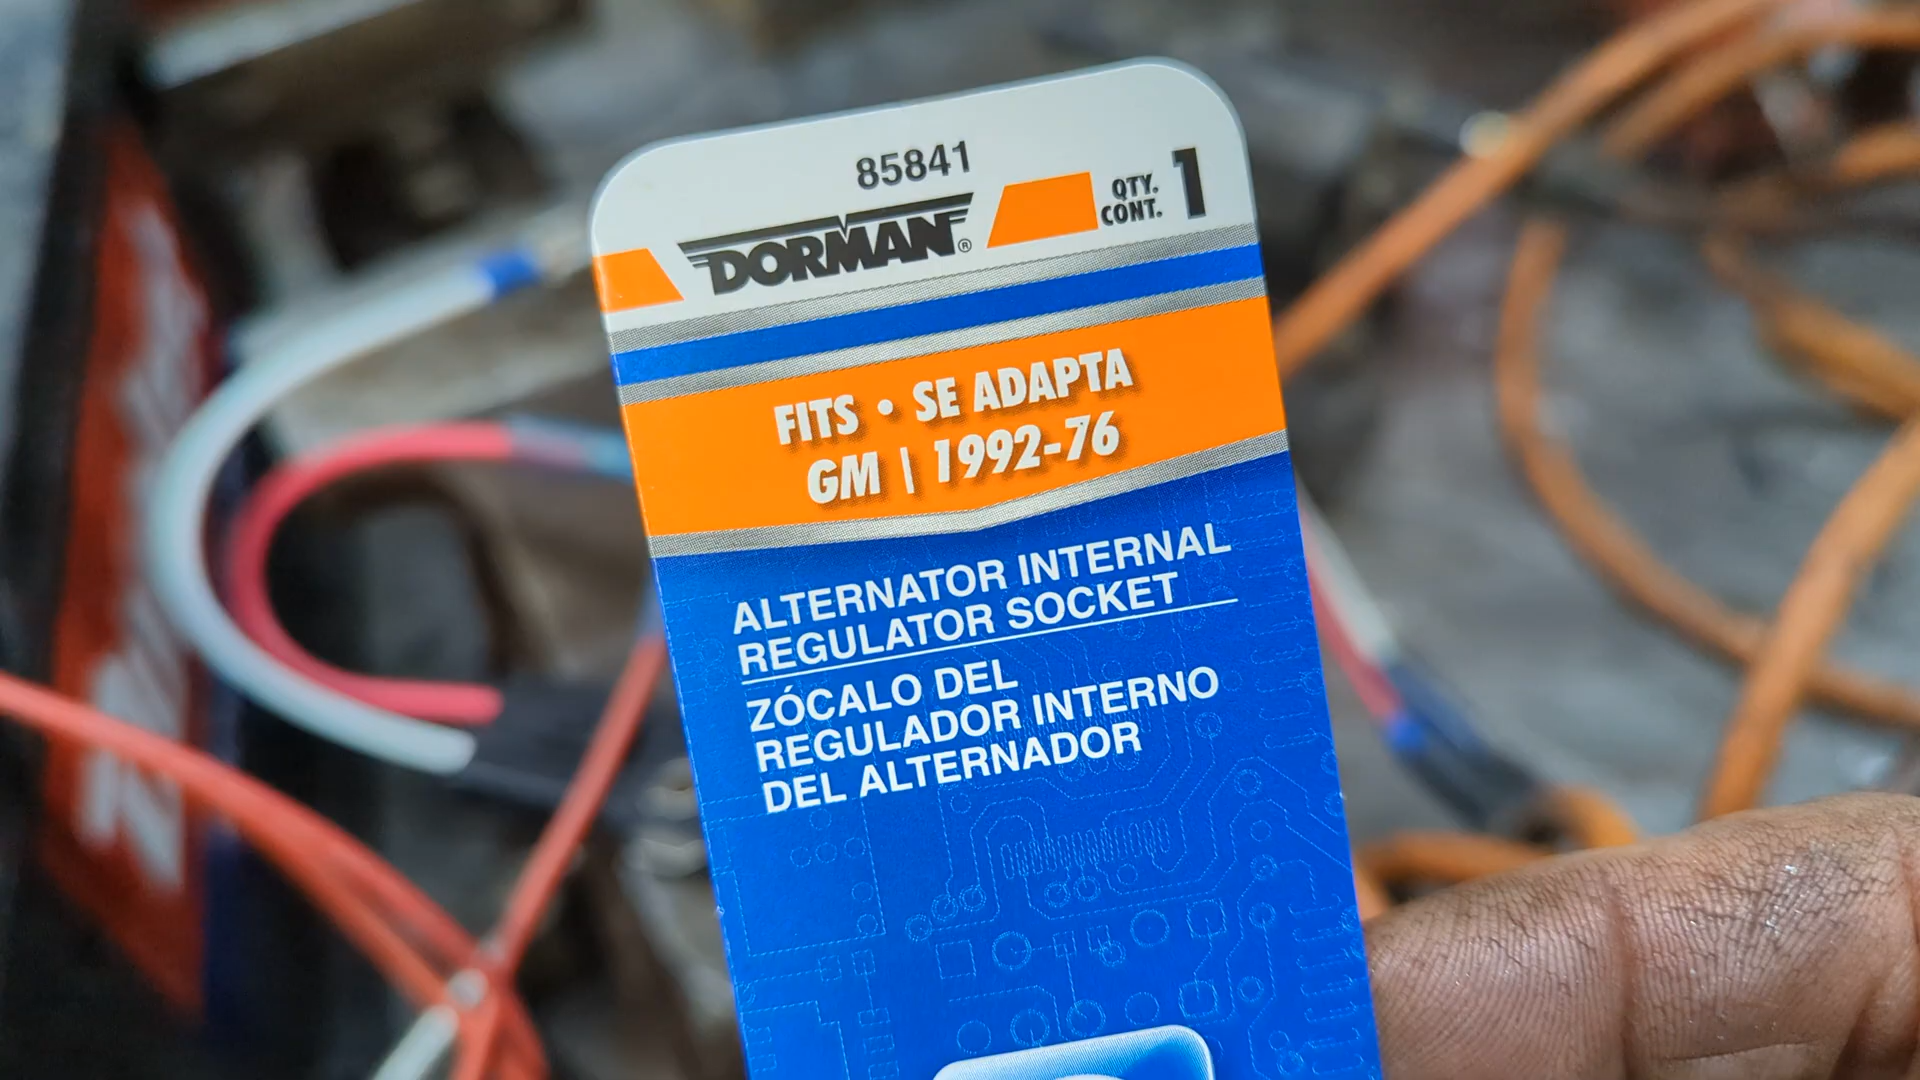 85841
DORMAN®
QTY.
CONT. 1
FITS • SE ADAPTA
GM | 1992-76
ALTERNATOR INTERNAL
REGULATOR SOCKET
ZÓCALO DEL
REGULADOR INTERNO
DEL ALTERNADOR